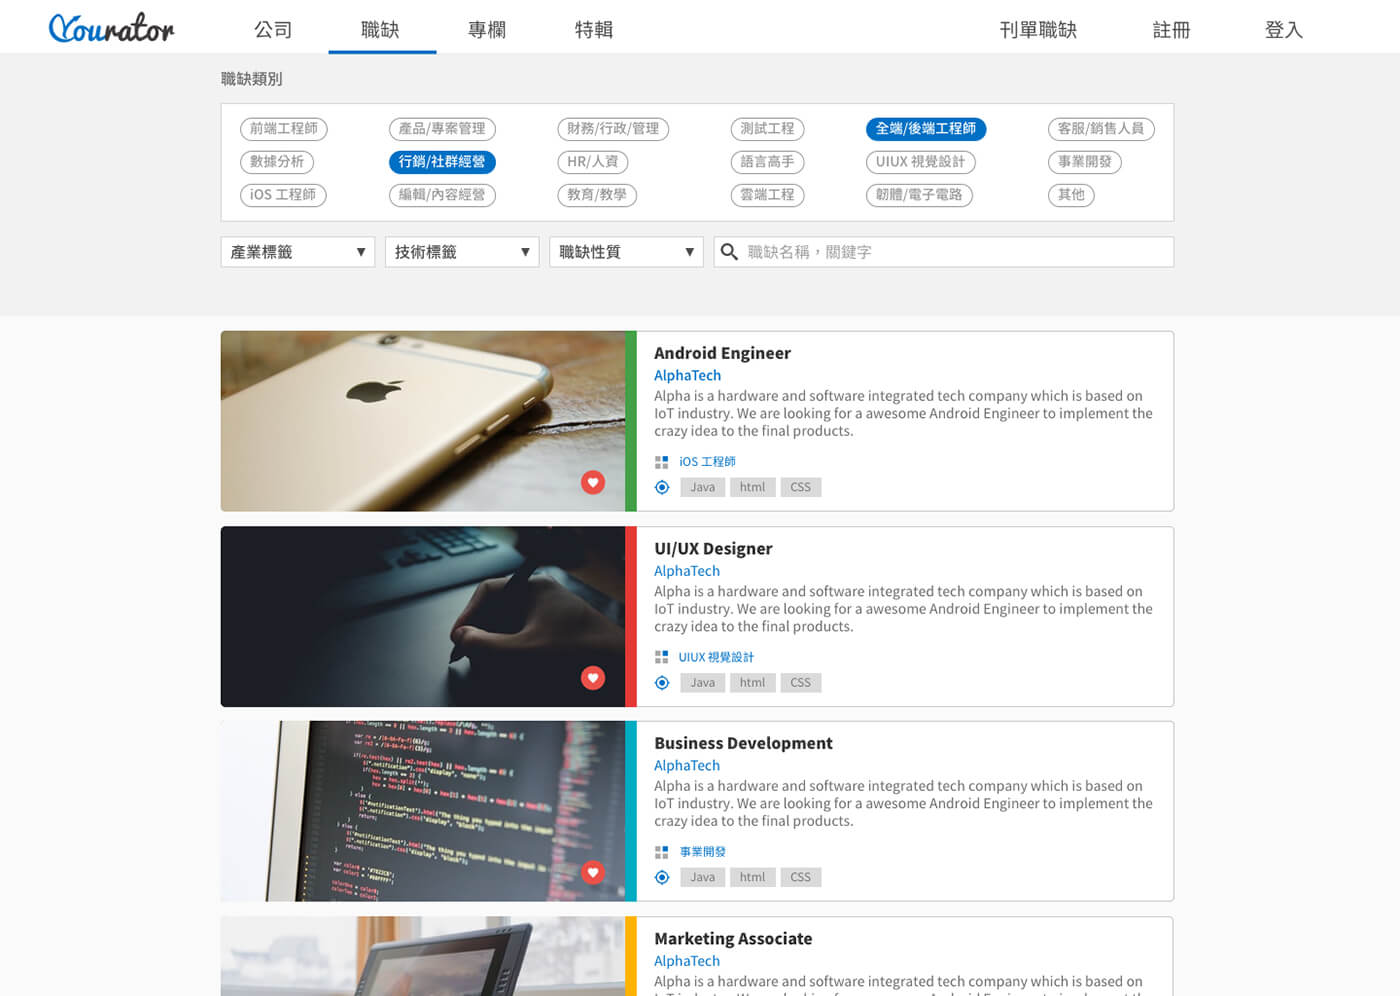 Yourator
公司
職缺
專欄
特輯
刊單職缺
註冊
登入
職缺類別
前端工程師
產品/專案管理
財務/行政/管理
測試工程
全端/後端工程師
客服/銷售人員
數據分析
行銷/社群經營
HR/人資
語言高手
UIUX 視覺設計
事業開發
iOS 工程師
編輯/內容經營
教育/教學
雲端工程
韌體/電子電路
其他
產業標籤 ▼
技術標籤 ▼
職缺性質 ▼
職缺名稱，關鍵字
Android Engineer
AlphaTech
Alpha is a hardware and software integrated tech company which is based on
IoT industry. We are looking for a awesome Android Engineer to implement the
crazy idea to the final products.
iOS 工程師
Java html CSS
UI/UX Designer
AlphaTech
Alpha is a hardware and software integrated tech company which is based on
IoT industry. We are looking for a awesome Android Engineer to implement the
crazy idea to the final products.
UIUX 視覺設計
Java html CSS
Business Development
AlphaTech
Alpha is a hardware and software integrated tech company which is based on
IoT industry. We are looking for a awesome Android Engineer to implement the
crazy idea to the final products.
事業開發
Java html CSS
Marketing Associate
AlphaTech
Alpha is a hardware and software integrated tech company which is based on